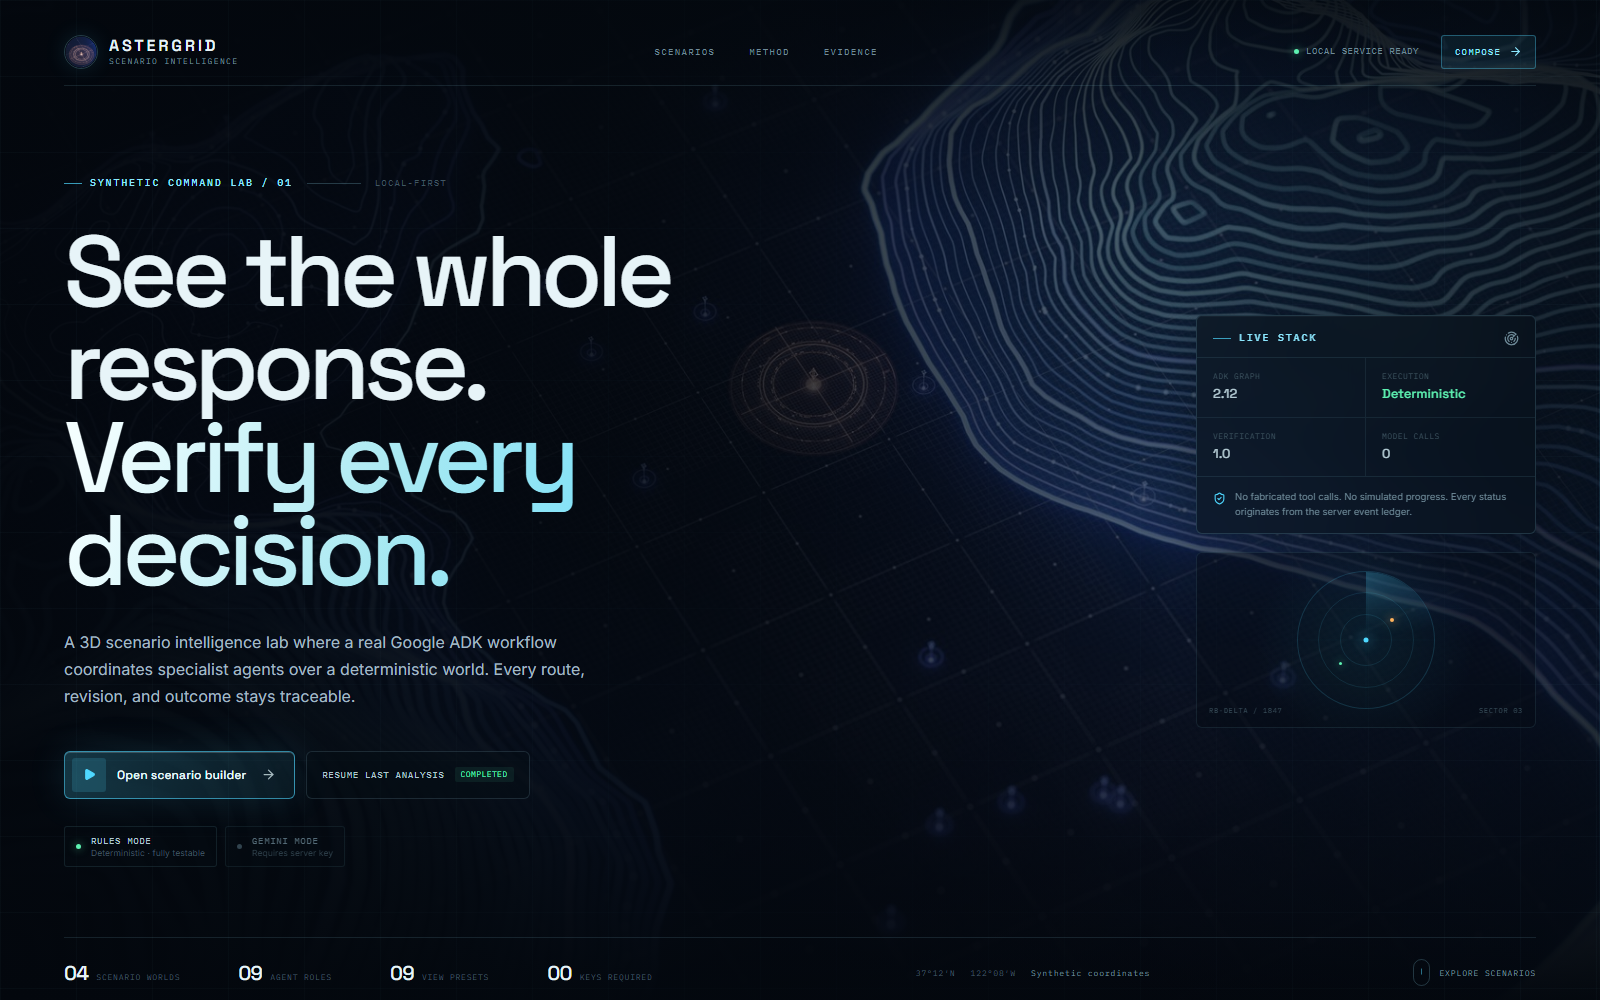 ASTERGRID
SCENARIO INTELLIGENCE
SCENARIOS
METHOD
EVIDENCE
LOCAL SERVICE READY
COMPOSE
SYNTHETIC COMMAND LAB / 01
LOCAL-FIRST
See the whole
response.
Verify every
decision.
A 3D scenario intelligence lab where a real Google ADK workflow
coordinates specialist agents over a deterministic world. Every route,
revision, and outcome stays traceable.
Open scenario builder
RESUME LAST ANALYSIS
COMPLETED
RULES MODE
Deterministic · fully testable
GEMINI MODE
Requires server key
LIVE STACK
ADK GRAPH
2.12
EXECUTION
Deterministic
VERIFICATION
1.0
MODEL CALLS
0
No fabricated tool calls. No simulated progress. Every status
originates from the server event ledger.
RB-DELTA / 1847
SECTOR 03
04 SCENARIO WORLDS
09 AGENT ROLES
09 VIEW PRESETS
00 KEYS REQUIRED
37°12'N
122°08'W
Synthetic coordinates
EXPLORE SCENARIOS